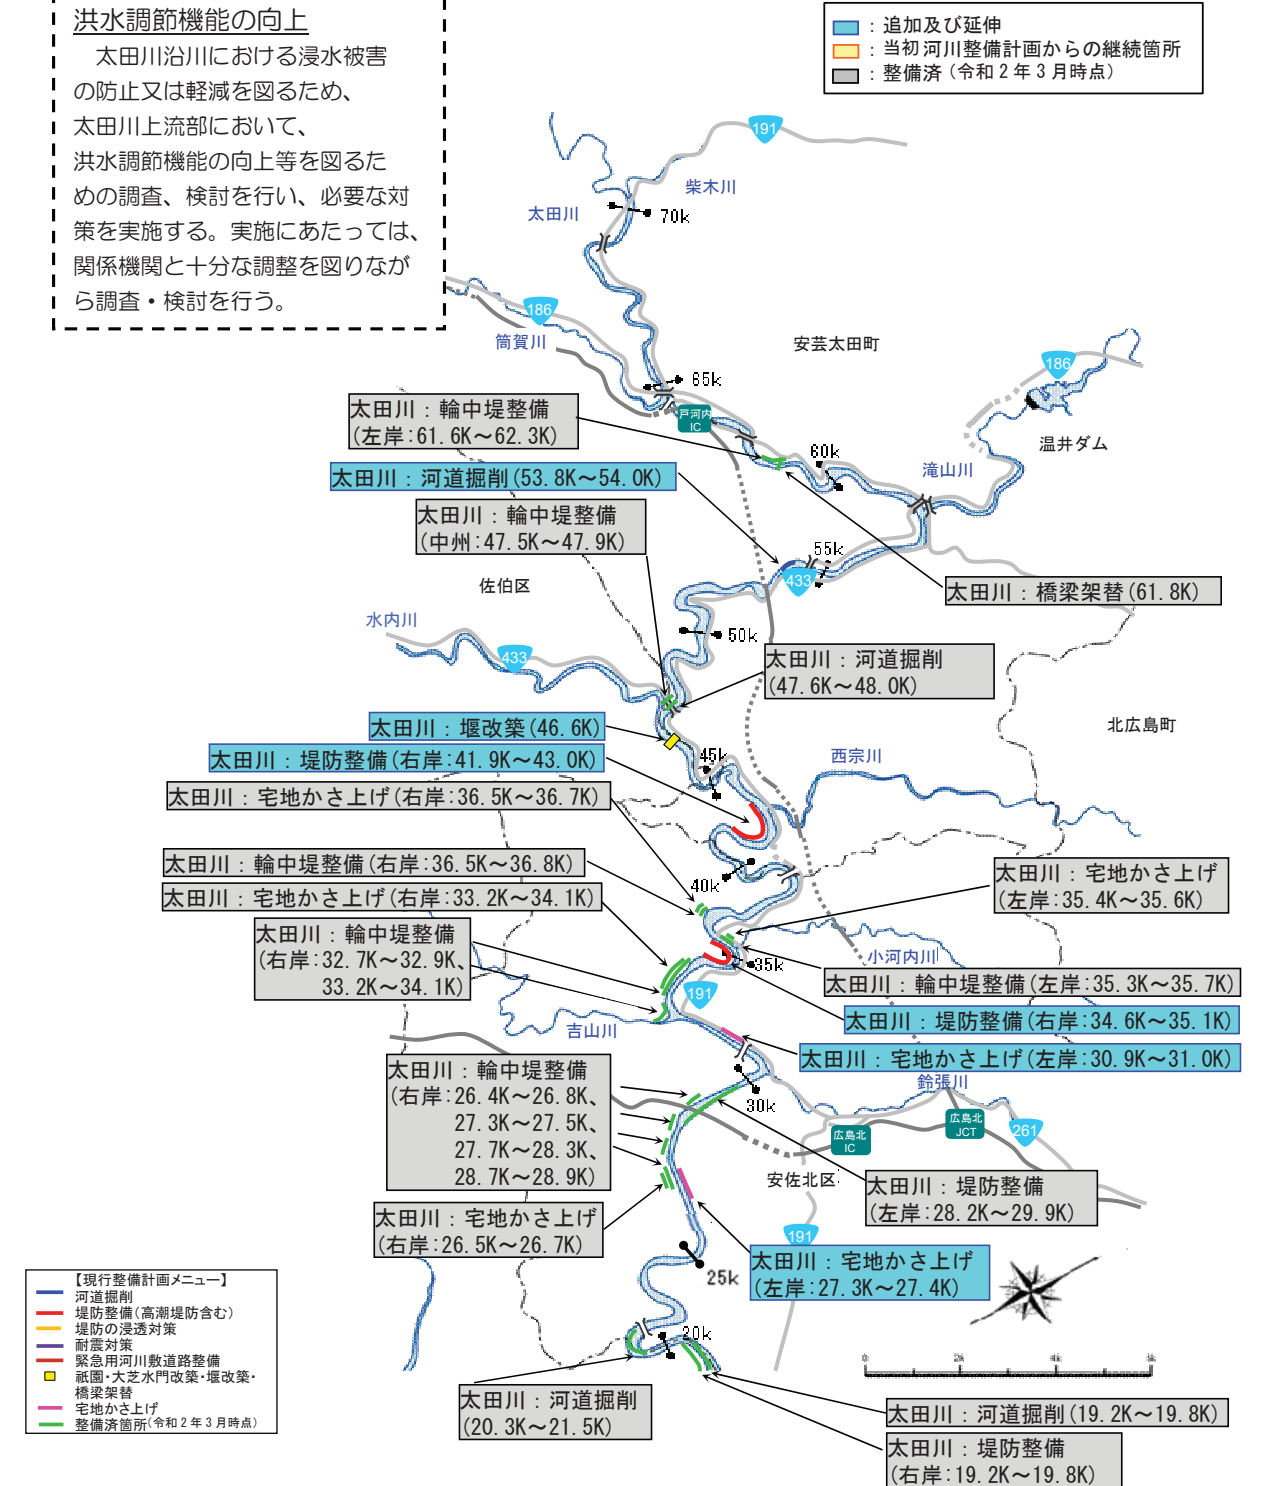 洪水調節機能の向上
太田川沿川における浸水被害
の防止又は軽減を図るため、
太田川上流部において、
洪水調節機能の向上等を図るた
めの調査、検討を行い、必要な対
策を実施する。実施にあたっては、
関係機関と十分な調整を図りなが
ら調査・検討を行う。
：追加及び延伸
：当初河川整備計画からの継続箇所
：整備済（令和２年３月時点）
191
柴木川
太田川
70k
186
筒賀川
安芸太田町
186
65k
太田川：輪中堤整備
(左岸:61.6K～62.3K)
戸河内
IC
温井ダム
60k
滝山川
太田川：河道掘削(53.8K～54.0K)
太田川：輪中堤整備
(中州:47.5K～47.9K)
55k
433
佐伯区
太田川：橋梁架替(61.8K)
水内川
50k
433
太田川：河道掘削
(47.6K～48.0K)
太田川：堰改築(46.6K)
北広島町
太田川：堤防整備(右岸:41.9K～43.0K)
45k
西宗川
太田川：宅地かさ上げ(右岸:36.5K～36.7K)
太田川：輪中堤整備(右岸:36.5K～36.8K)
40k
太田川：宅地かさ上げ
(左岸:35.4K～35.6K)
太田川：宅地かさ上げ(右岸:33.2K～34.1K)
太田川：輪中堤整備
(右岸:32.7K～32.9K、
33.2K～34.1K)
小河内川
35k
太田川：輪中堤整備(左岸:35.3K～35.7K)
191
太田川：堤防整備(右岸:34.6K～35.1K)
吉山川
太田川：宅地かさ上げ(左岸:30.9K～31.0K)
太田川：輪中堤整備
(右岸:26.4K～26.8K、
27.3K～27.5K、
27.7K～28.3K、
28.7K～28.9K)
鈴張川
30k
広島北
IC
広島北
JCT
261
安佐北区
太田川：堤防整備
(左岸:28.2K～29.9K)
太田川：宅地かさ上げ
(右岸:26.5K～26.7K)
191
太田川：宅地かさ上げ
(左岸:27.3K～27.4K)
25k
【現行整備計画メニュー】
河道掘削
堤防整備(高潮堤防含む)
堤防の浸透対策
耐震対策
緊急用河川敷道路整備
祇園・大芝水門改築・堰改築・
橋梁架替
宅地かさ上げ
整備済箇所(令和２年３月時点)
20k
0
2k
4k
6k
太田川：河道掘削
(20.3K～21.5K)
太田川：河道掘削(19.2K～19.8K)
太田川：堤防整備
(右岸:19.2K～19.8K)